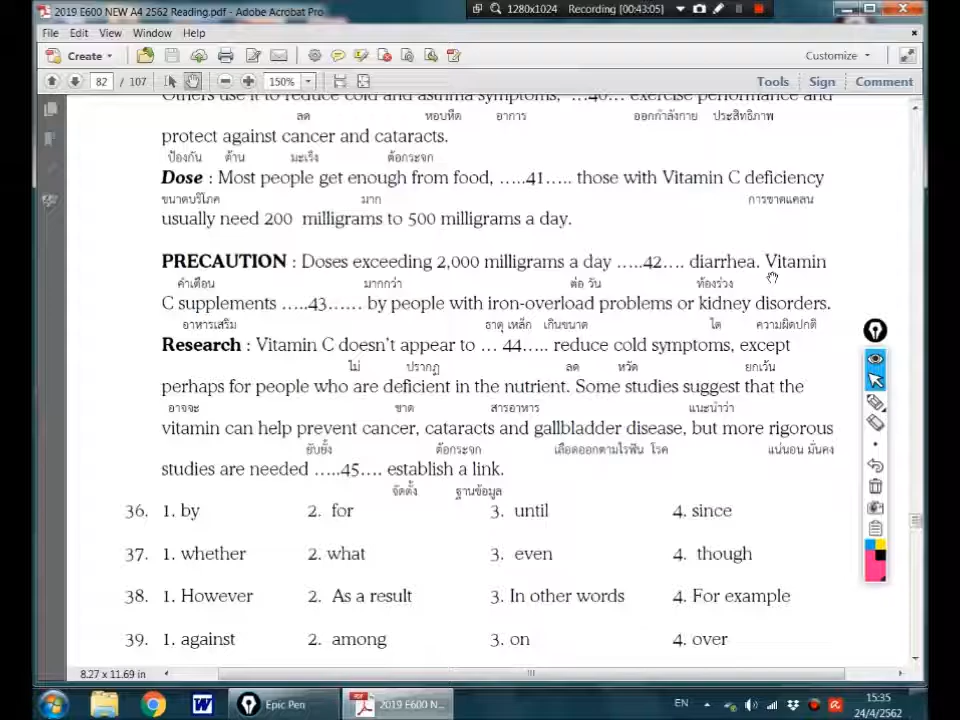 2019 E600 NEW A4 2562 Reading.pdf - Adobe Acrobat Pro
1280x1024 Recording [00:43:05]
File Edit View Window Help
Create Customize
82 / 107 150% Tools Sign Comment
Others use it to reduce cold and asthma symptoms, ...40... exercise performance and
ลด หอบหืด อาการ ออกกำลังกาย ประสิทธิภาพ
protect against cancer and cataracts.
ป้องกัน ต้าน มะเร็ง ต้อกระจก
Dose : Most people get enough from food, .....41..... those with Vitamin C deficiency
ขนาดบริโภค มาก การขาดแคลน
usually need 200 milligrams to 500 milligrams a day.
PRECAUTION : Doses exceeding 2,000 milligrams a day .....42.... diarrhea. Vitamin
คำเตือน มากกว่า ต่อ วัน ท้องร่วง
C supplements .....43...... by people with iron-overload problems or kidney disorders.
อาหารเสริม ธาตุ เหล็ก เกินขนาด ไต ความผิดปกติ
Research : Vitamin C doesn't appear to ... 44..... reduce cold symptoms, except
ไม่ ปรากฏ ลด หวัด ยกเว้น
perhaps for people who are deficient in the nutrient. Some studies suggest that the
อาจจะ ขาด สารอาหาร แนะนำว่า
vitamin can help prevent cancer, cataracts and gallbladder disease, but more rigorous
ยับยั้ง ต้อกระจก เลือดออกตามไรฟัน โรค แน่นอน มั่นคง
studies are needed .....45.... establish a link.
จัดตั้ง ฐานข้อมูล
36. 1. by 2. for 3. until 4. since
37. 1. whether 2. what 3. even 4. though
38. 1. However 2. As a result 3. In other words 4. For example
39. 1. against 2. among 3. on 4. over
8.27 x 11.69 in
Epic Pen 2019 E600 N... EN 15:35
24/4/2562